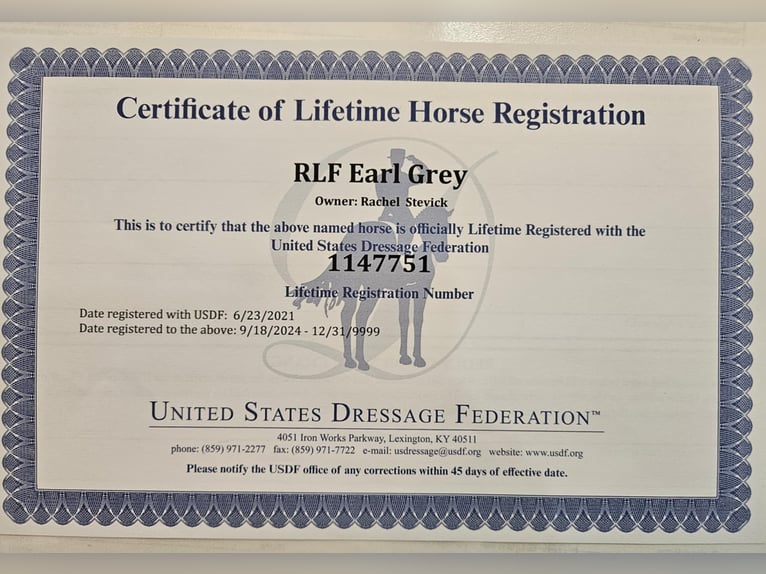 Certificate of Lifetime Horse Registration
RLF Earl Grey
Owner: Rachel Stevick
This is to certify that the above named horse is officially Lifetime Registered with the
United States Dressage Federation
1147751
Lifetime Registration Number
Date registered with USDF: 6/23/2021
Date registered to the above: 9/18/2024 - 12/31/9999
UNITED STATES DRESSAGE FEDERATION™
4051 Iron Works Parkway, Lexington, KY 40511
phone: (859) 971-2277 fax: (859) 971-7722 e-mail: usdressage@usdf.org website: www.usdf.org
Please notify the USDF office of any corrections within 45 days of effective date.